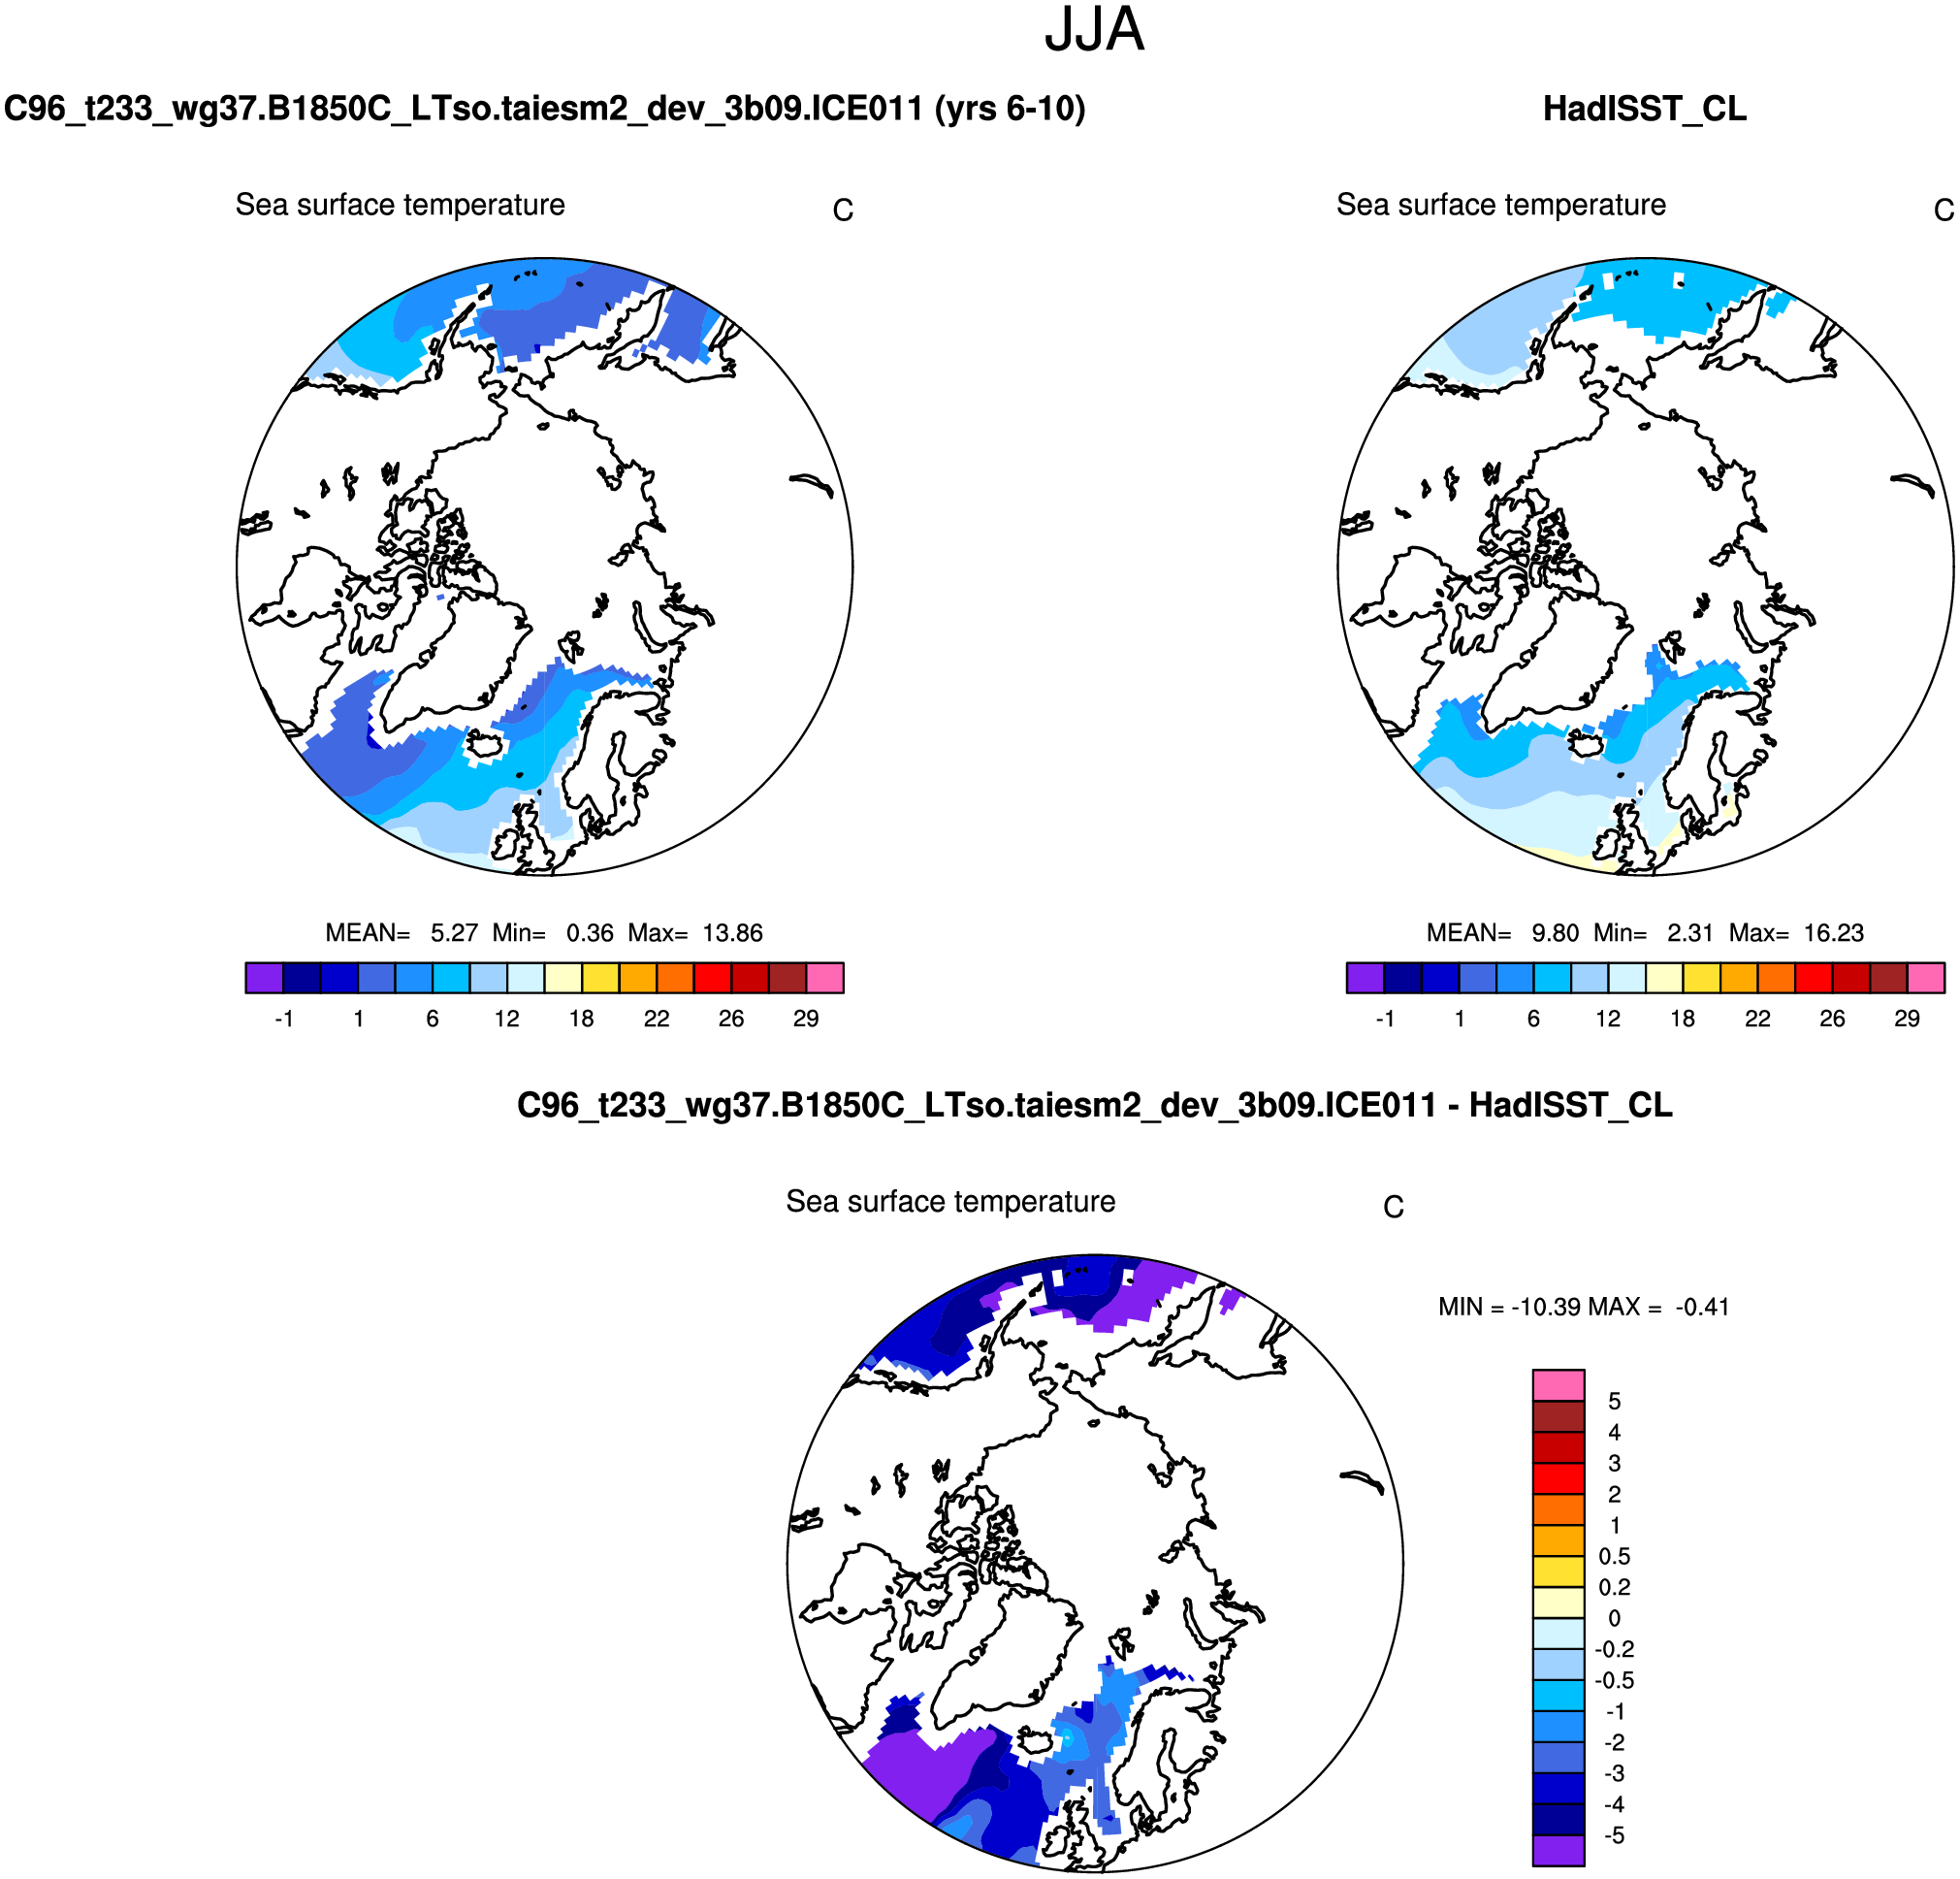 JJA
C96_t233_wg37.B1850C_LTso.taiesm2_dev_3b09.ICE011 (yrs 6-10)
HadISST_CL
Sea surface temperature C
Sea surface temperature C
MEAN= 5.27 Min= 0.36 Max= 13.86
MEAN= 9.80 Min= 2.31 Max= 16.23
-1 1 6 12 18 22 26 29
-1 1 6 12 18 22 26 29
C96_t233_wg37.B1850C_LTso.taiesm2_dev_3b09.ICE011 - HadISST_CL
Sea surface temperature C
MIN = -10.39 MAX = -0.41
5
4
3
2
1
0.5
0.2
0
-0.2
-0.5
-1
-2
-3
-4
-5